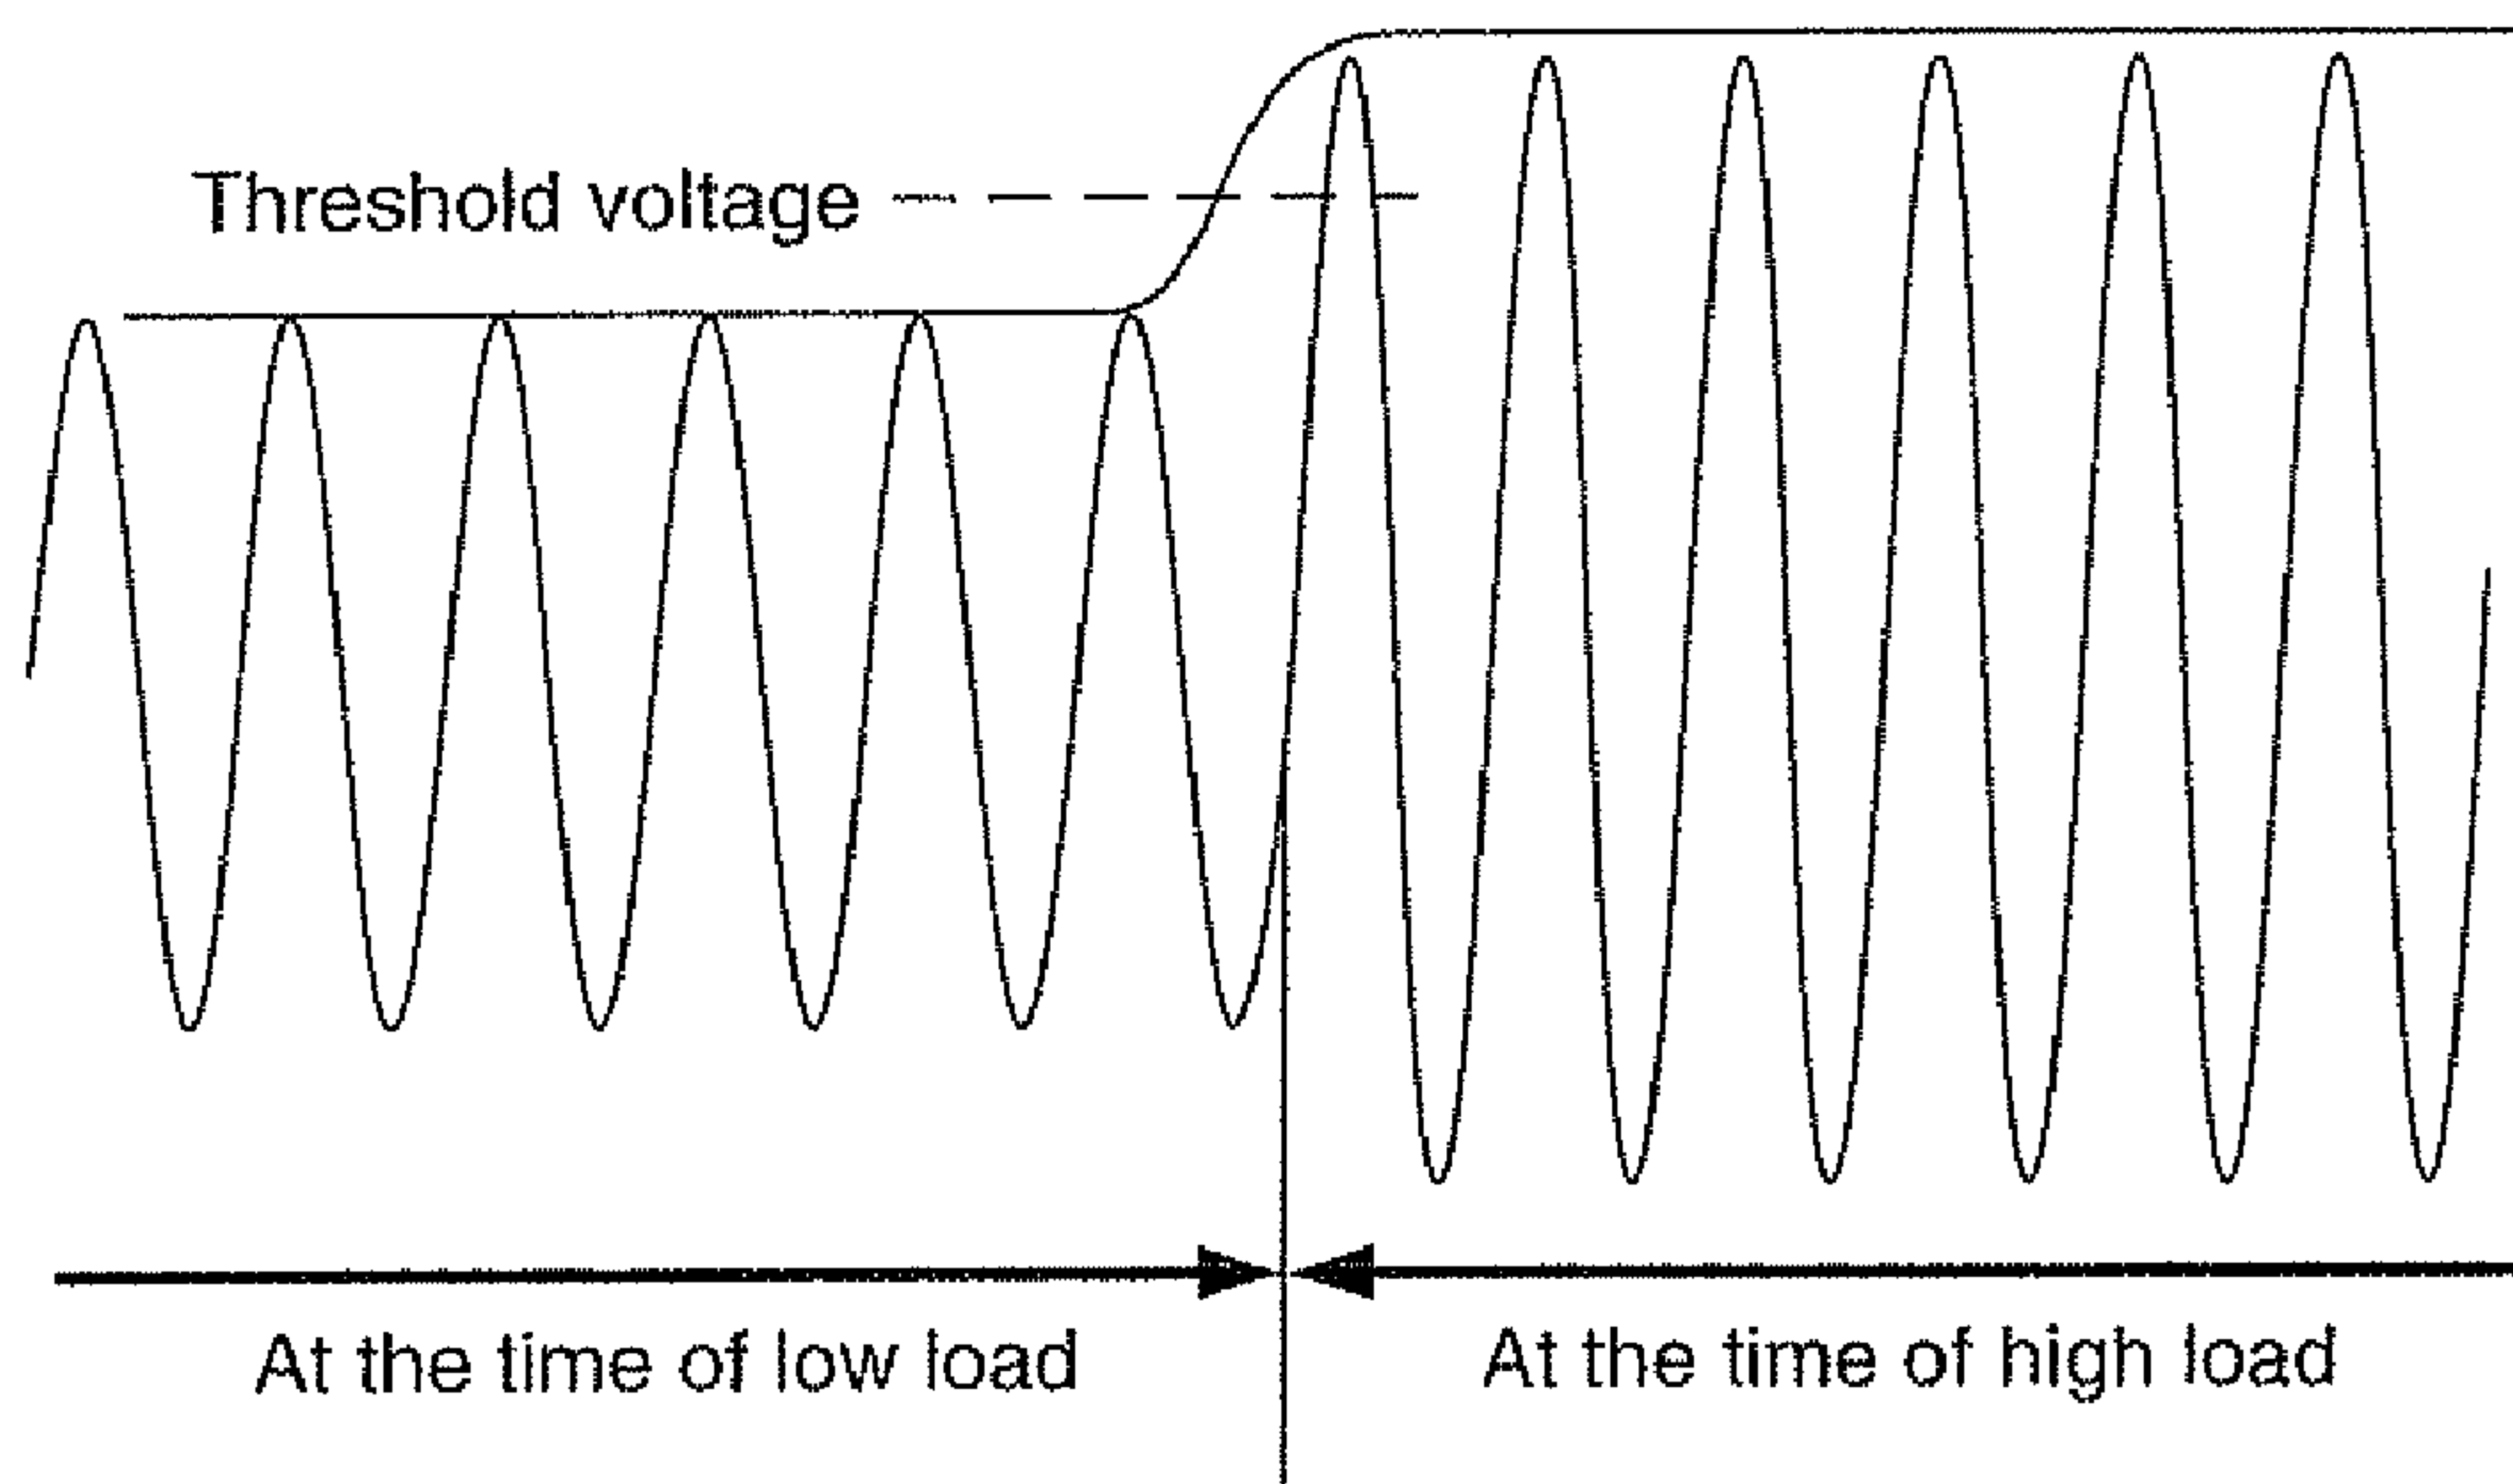 Threshold voltage
At the time of low load
At the time of high load